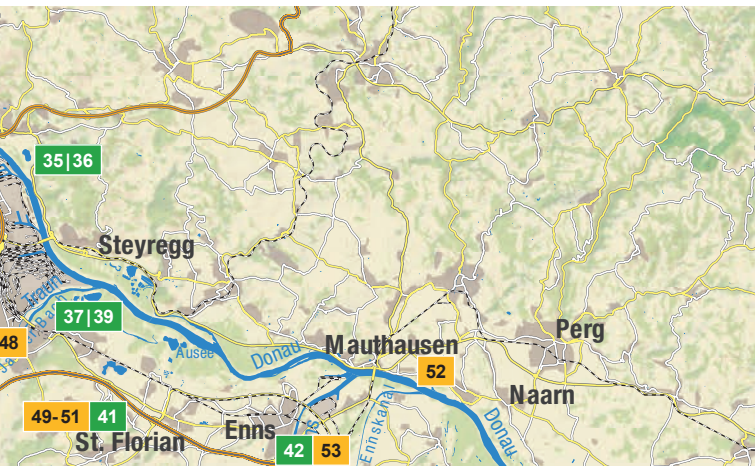 35|36
Steyregg
Traun
37|39
48
Ausee
Donau
Mauthausen
Perg
52
Naarn
49-51 41
St. Florian
Enns
Ennskanal
Donau
42 53